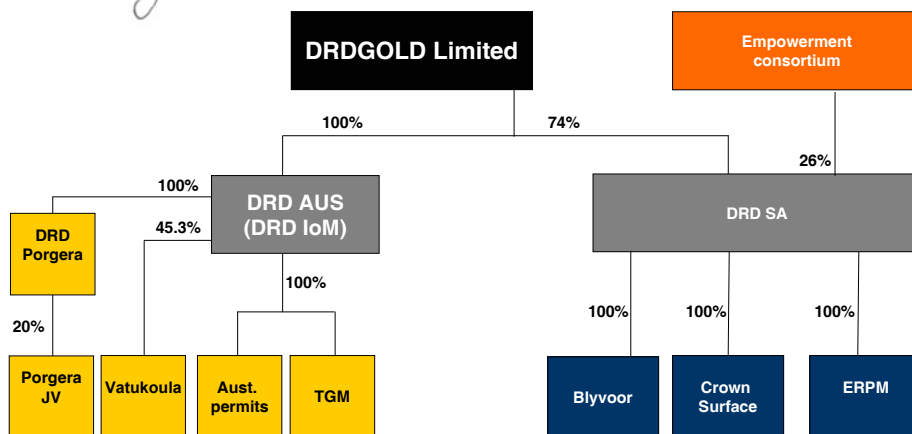 DRDGOLD Limited
Empowerment
consortium
100%
74%
26%
100%
DRD AUS
(DRD IoM)
DRD SA
45.3%
DRD
Porgera
100%
20%
100%
100%
100%
Porgera
JV
Vatukoula
Aust.
permits
TGM
Blyvoor
Crown
Surface
ERPM